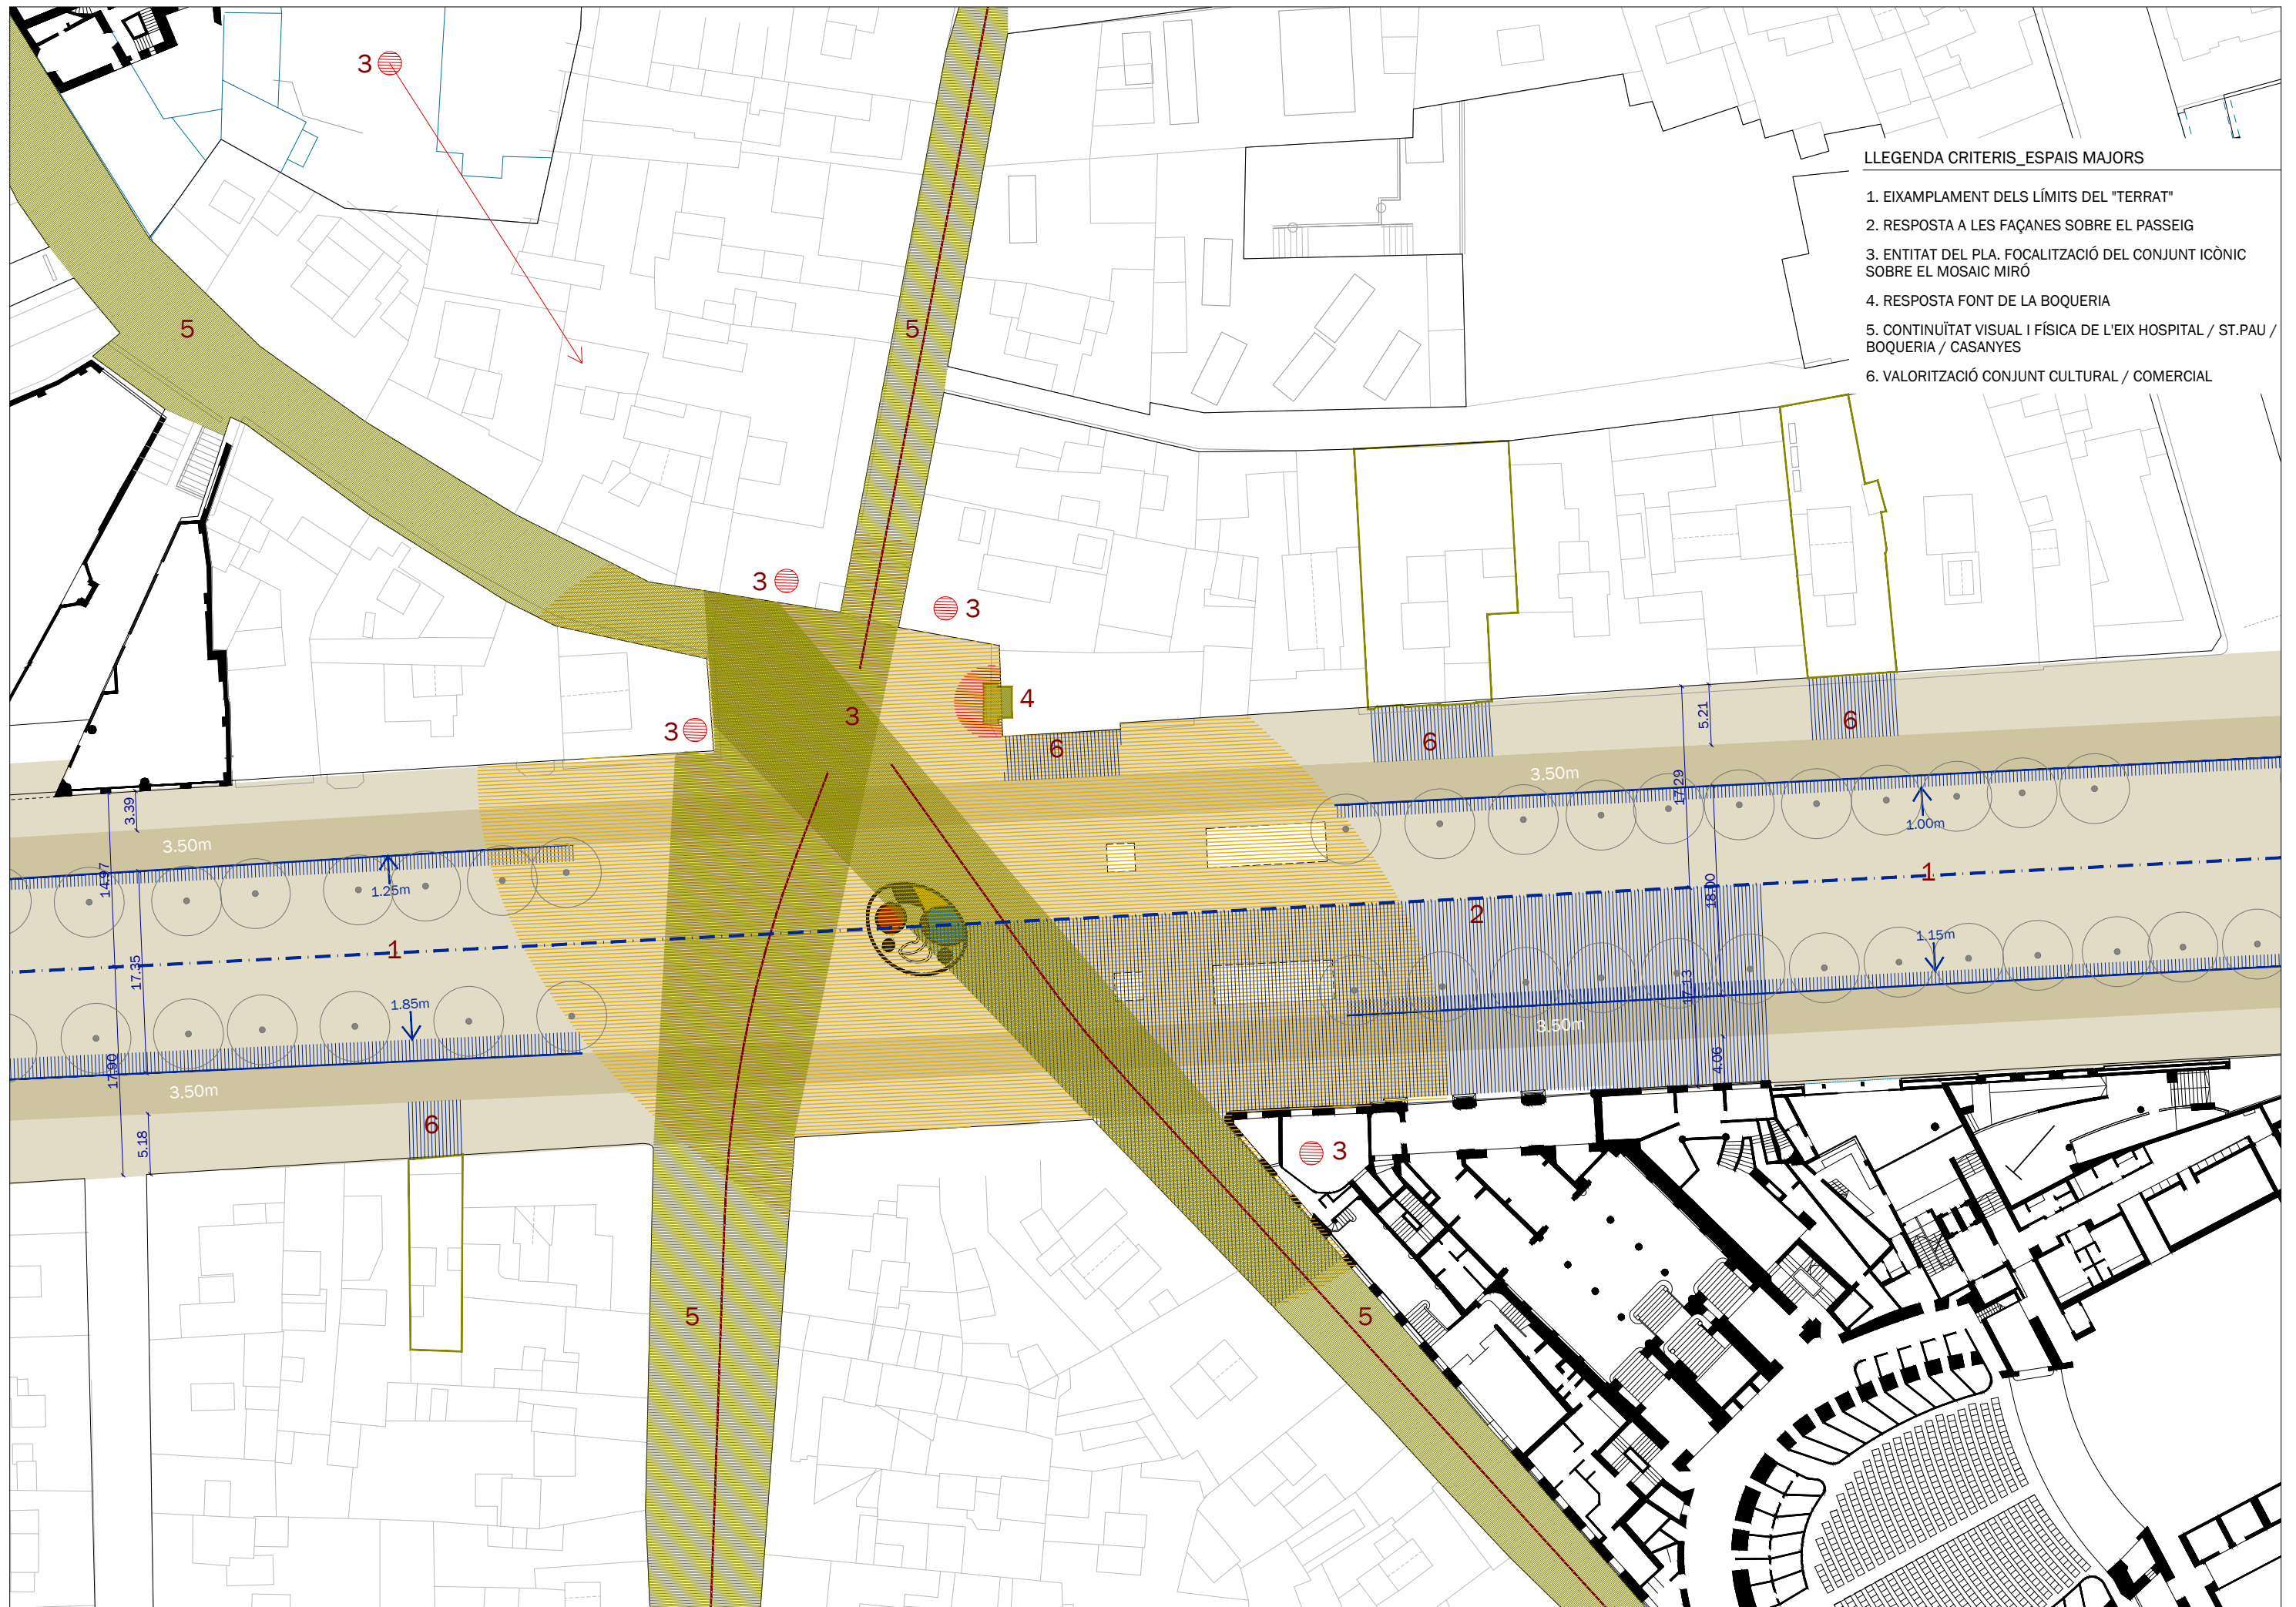 3
LLEGENDA CRITERIS_ESPAIS MAJORS
1. EIXAMPLAMENT DELS LÍMITS DEL "TERRAT"
2. RESPOSTA A LES FAÇANES SOBRE EL PASSEIG
3. ENTITAT DEL PLA. FOCALITZACIÓ DEL CONJUNT ICÒNIC
SOBRE EL MOSAIC MIRÓ
4. RESPOSTA FONT DE LA BOQUERIA
5. CONTINUÏTAT VISUAL I FÍSICA DE L'EIX HOSPITAL / ST.PAU /
BOQUERIA / CASANYES
6. VALORITZACIÓ CONJUNT CULTURAL / COMERCIAL
5
5
3
3
4
3
3
6
6
6
5.21
3.50m
17.29
1.00m
3.39
3.50m
14.97
1.25m
1
18.00
2
1
17.35
1.15m
1.85m
17.13
3.50m
4.06
17.90
3.50m
6
5.18
3
5
5